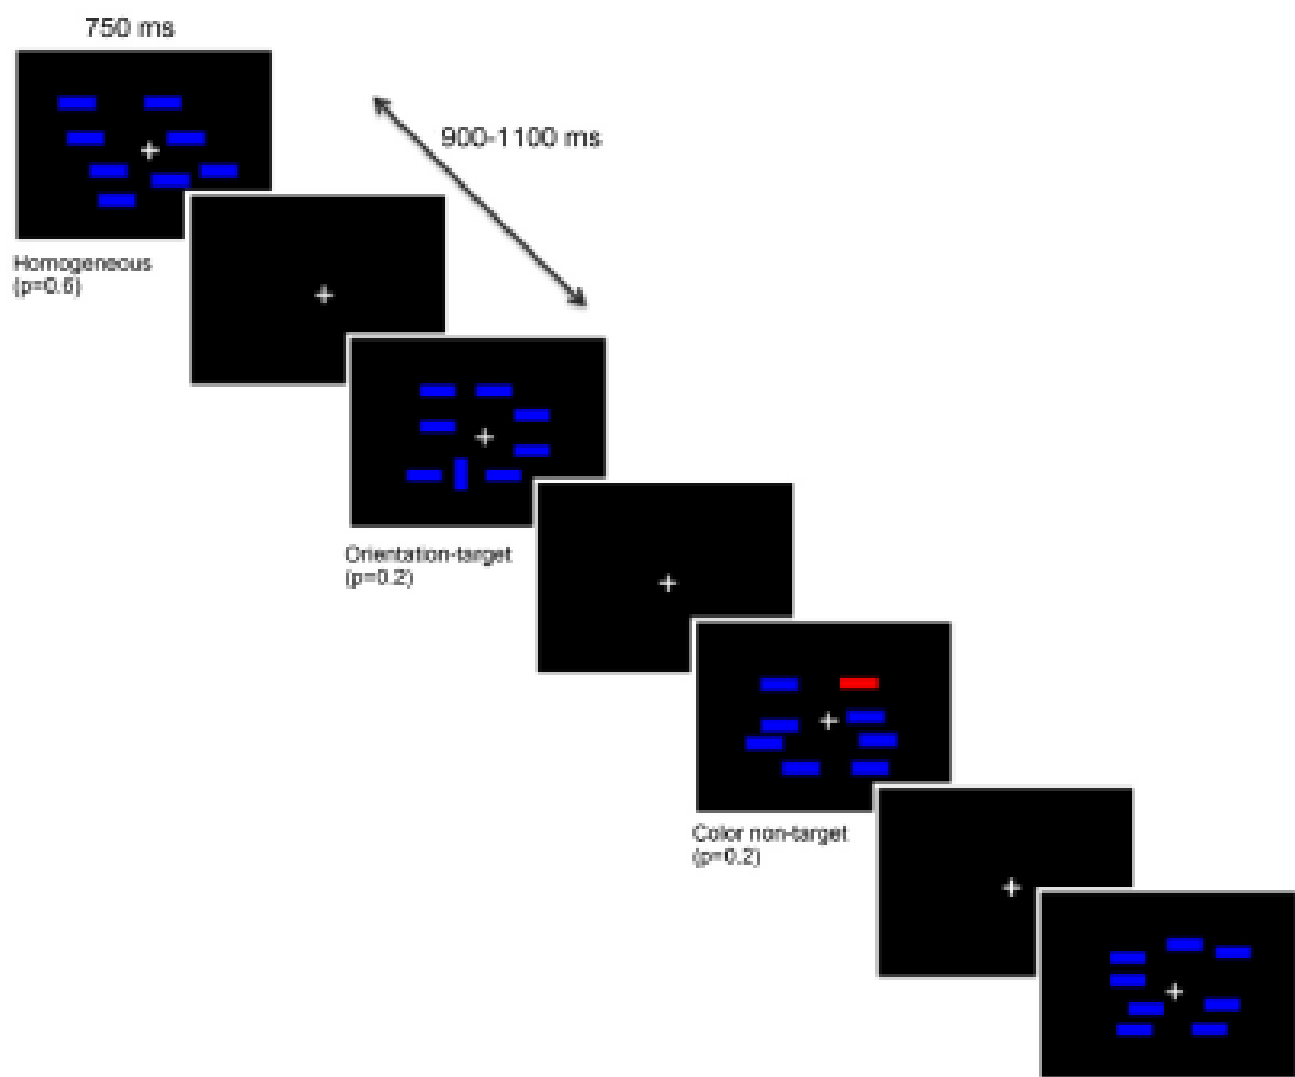 750 ms
900-1100 ms
Homogeneous
(p=0.6)
Orientation-target
(p=0.2)
Color non-target
(p=0.2)